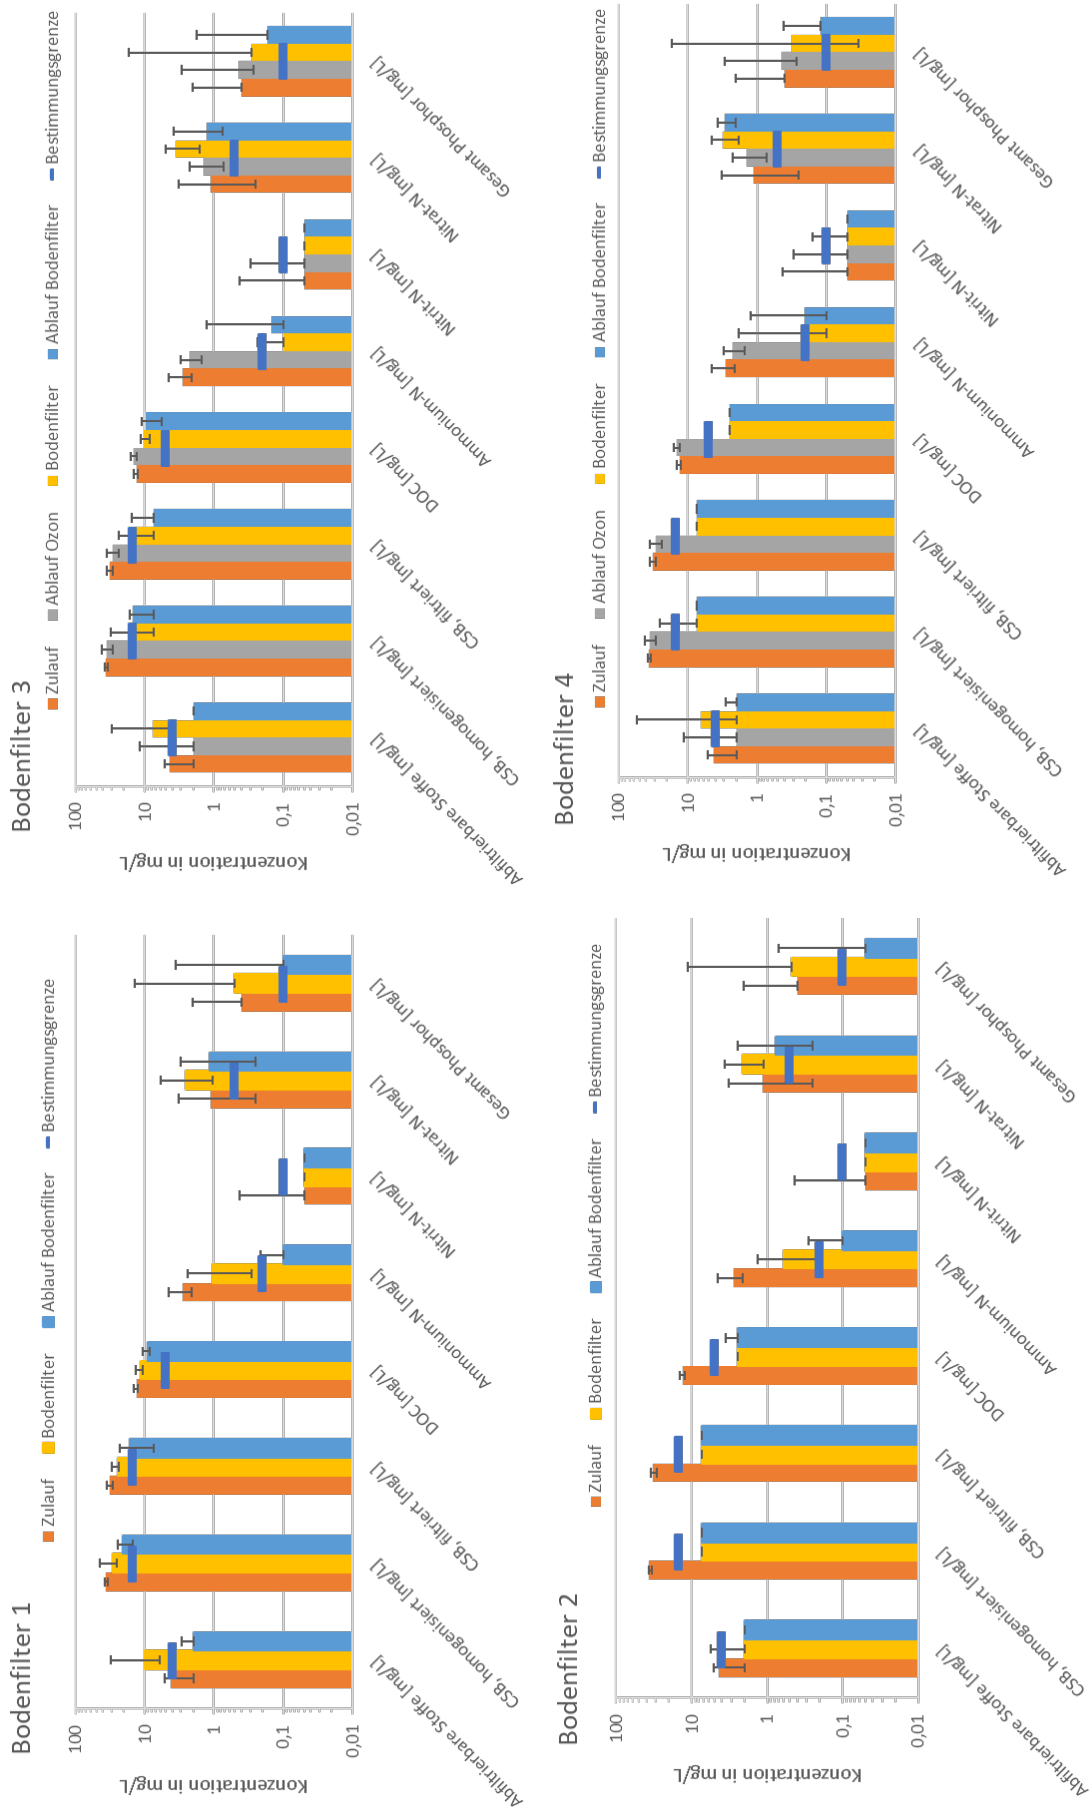 Bodenfilter 1
Zulauf
Bodenfilter
Ablauf Bodenfilter
Bestimmungsgrenze
Konzentration in mg/L
100
10
1
0,1
0,01
Abfiltrierbare Stoffe [mg/L]
CSB, homogenisiert [mg/L]
CSB, filtriert [mg/L]
DOC [mg/L]
Ammonium-N [mg/L]
Nitrit-N [mg/L]
Nitrat-N [mg/L]
Gesamt Phosphor [mg/L]
Bodenfilter 3
Zulauf
Ablauf Ozon
Bodenfilter
Ablauf Bodenfilter
Bestimmungsgrenze
Konzentration in mg/L
100
10
1
0,1
0,01
Abfiltrierbare Stoffe [mg/L]
CSB, homogenisiert [mg/L]
CSB, filtriert [mg/L]
DOC [mg/L]
Ammonium-N [mg/L]
Nitrit-N [mg/L]
Nitrat-N [mg/L]
Gesamt Phosphor [mg/L]
Bodenfilter 2
Zulauf
Bodenfilter
Ablauf Bodenfilter
Bestimmungsgrenze
Konzentration in mg/L
100
10
1
0,1
0,01
Abfiltrierbare Stoffe [mg/L]
CSB, homogenisiert [mg/L]
CSB, filtriert [mg/L]
DOC [mg/L]
Ammonium-N [mg/L]
Nitrit-N [mg/L]
Nitrat-N [mg/L]
Gesamt Phosphor [mg/L]
Bodenfilter 4
Zulauf
Ablauf Ozon
Bodenfilter
Ablauf Bodenfilter
Bestimmungsgrenze
Konzentration in mg/L
100
10
1
0,1
0,01
Abfiltrierbare Stoffe [mg/L]
CSB, homogenisiert [mg/L]
CSB, filtriert [mg/L]
DOC [mg/L]
Ammonium-N [mg/L]
Nitrit-N [mg/L]
Nitrat-N [mg/L]
Gesamt Phosphor [mg/L]